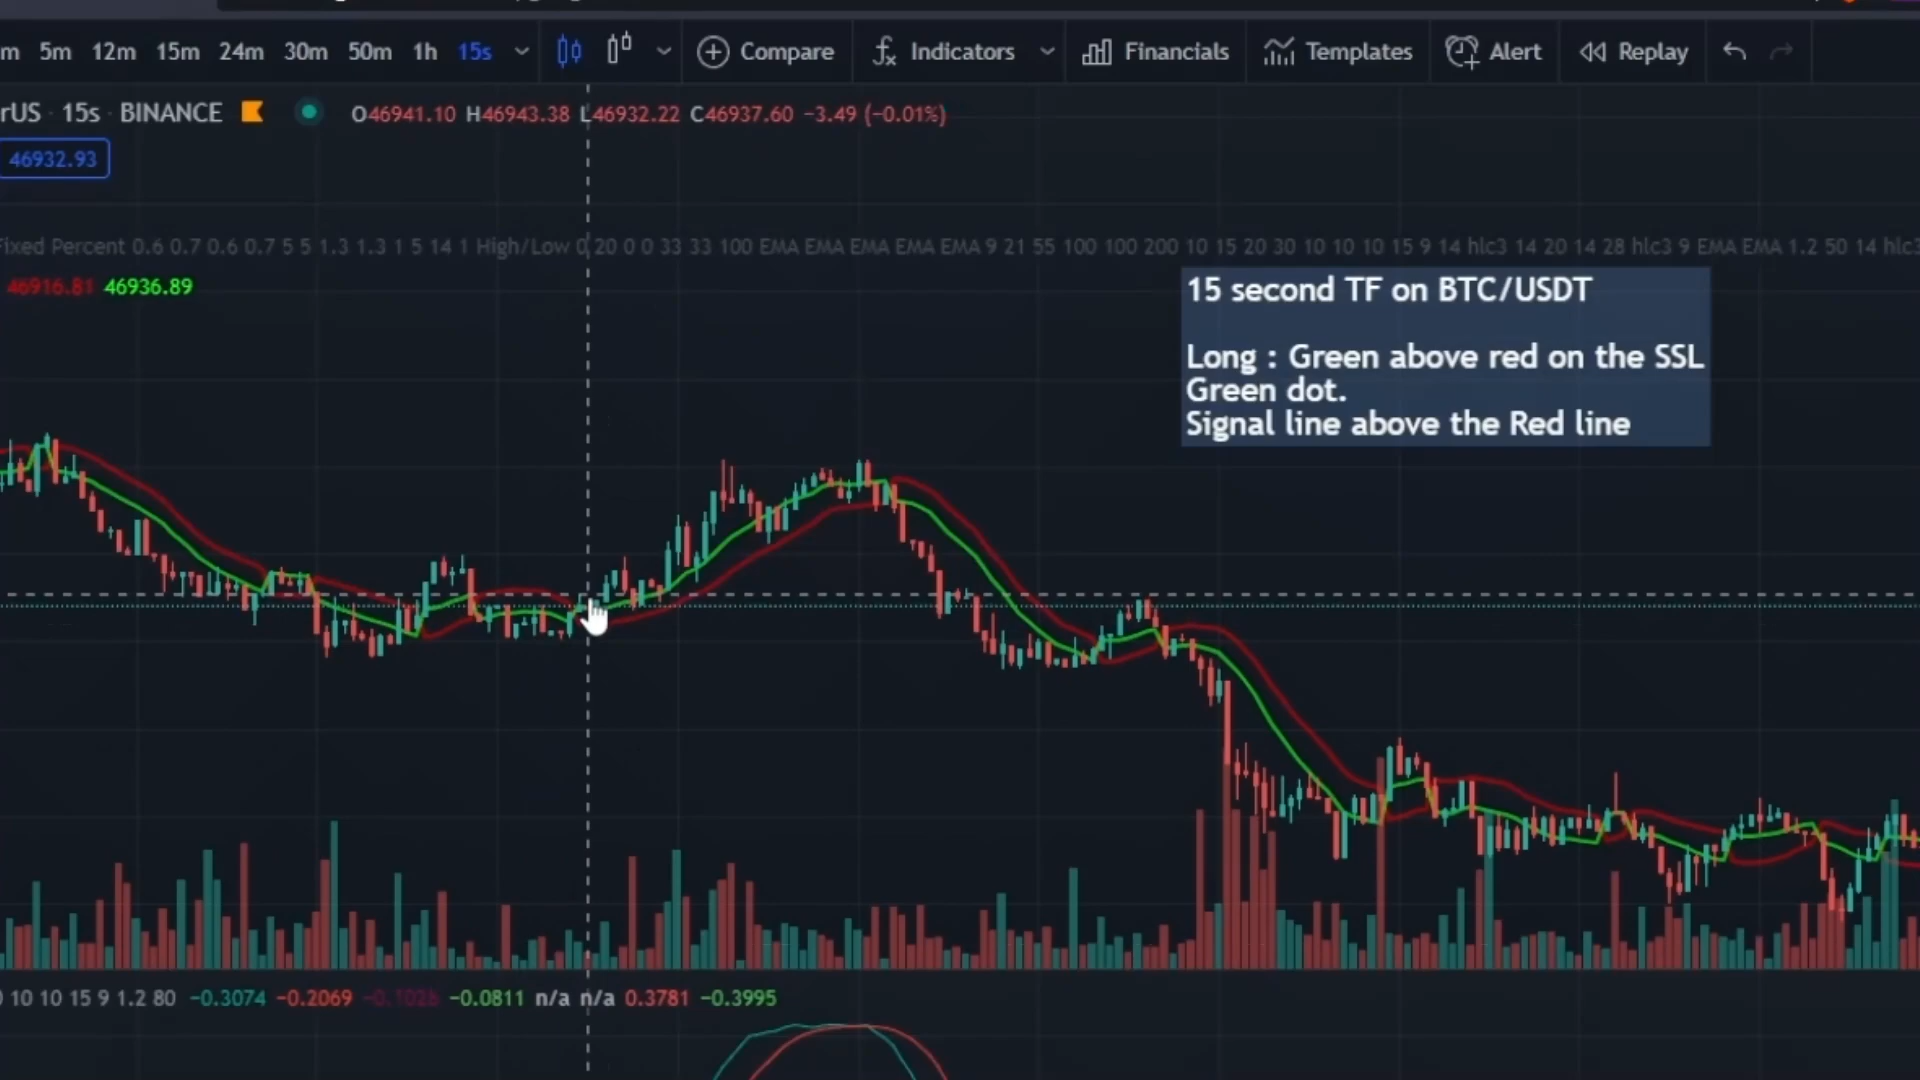 m 5m 12m 15m 24m 30m 50m 1h 15s Compare Indicators Financials Templates Alert Replay
rUS · 15s · BINANCE O46941.10 H46943.38 L46932.22 C46937.60 −3.49 (−0.01%)
46932.93
Fixed Percent 0.6 0.7 0.6 0.7 5 5 1.3 1.3 1 5 14 1 High/Low 0 20 0 0 33 33 100 EMA EMA EMA EMA EMA 9 21 55 100 100 200 10 15 20 30 10 10 10 15 9 14 hlc3 14 20 14 28 hlc3 9 EMA EMA 1.2 50 14 hlc3
46916.81 46936.89
15 second TF on BTC/USDT
Long : Green above red on the SSL
Green dot.
Signal line above the Red line
10 10 15 9 1.2 80 −0.3074 −0.2069 −0.0811 n/a n/a 0.3781 −0.3995